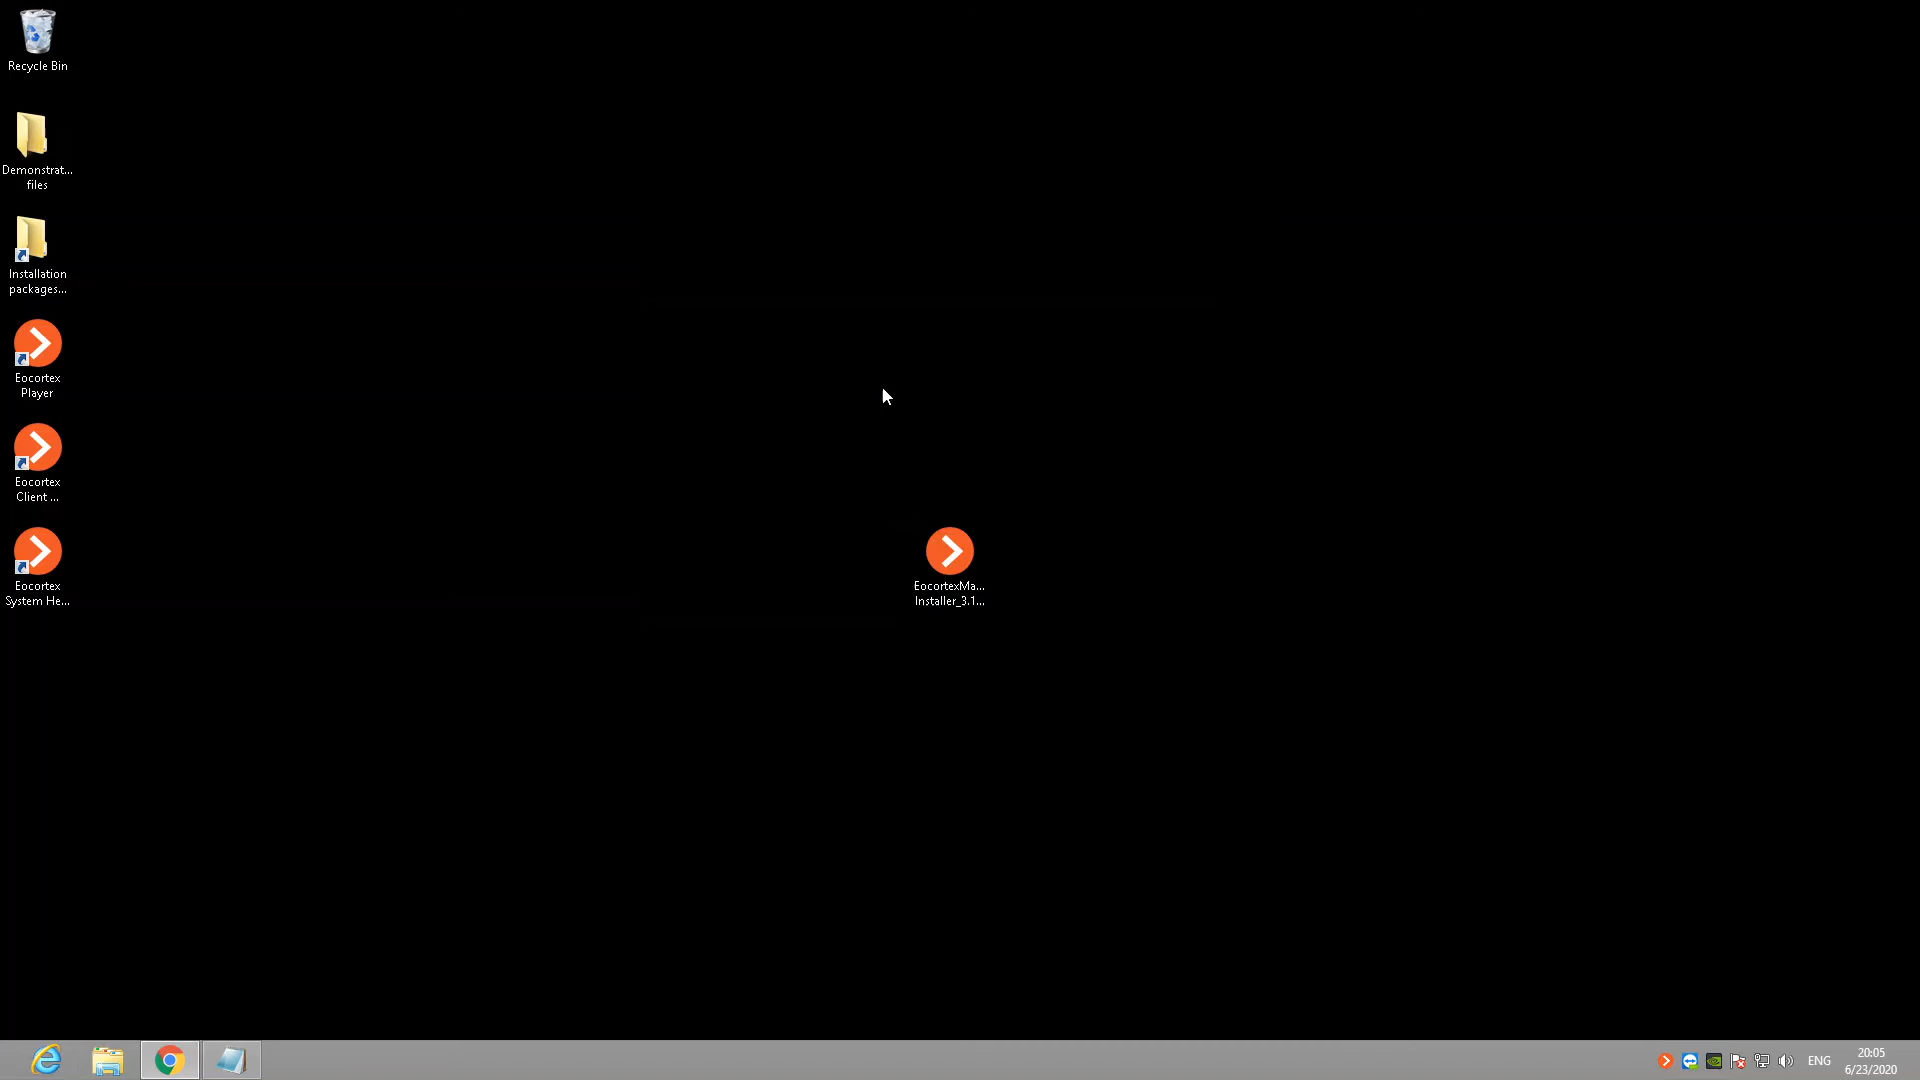 Recycle Bin
Demonstrat...
files
Installation
packages...
Eocortex
Player
Eocortex
Client ...
Eocortex
System He...
EocortexMa...
Installer_3.1...
ENG
20:05
6/23/2020